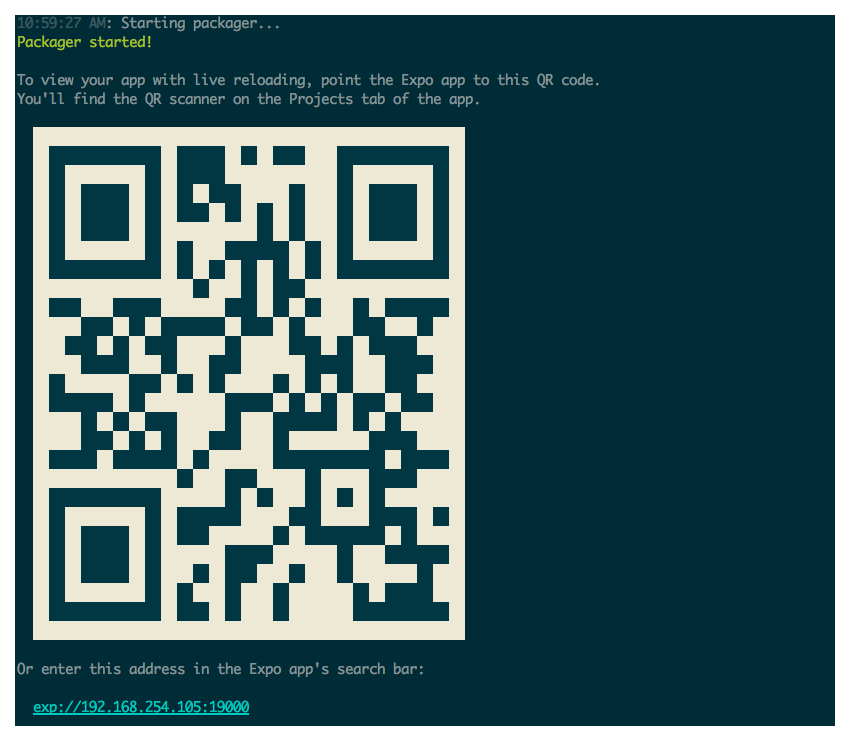 10:59:27 AM: Starting packager...
Packager started!
To view your app with live reloading, point the Expo app to this QR code.
You'll find the QR scanner on the Projects tab of the app.
Or enter this address in the Expo app's search bar:
exp://192.168.254.105:19000